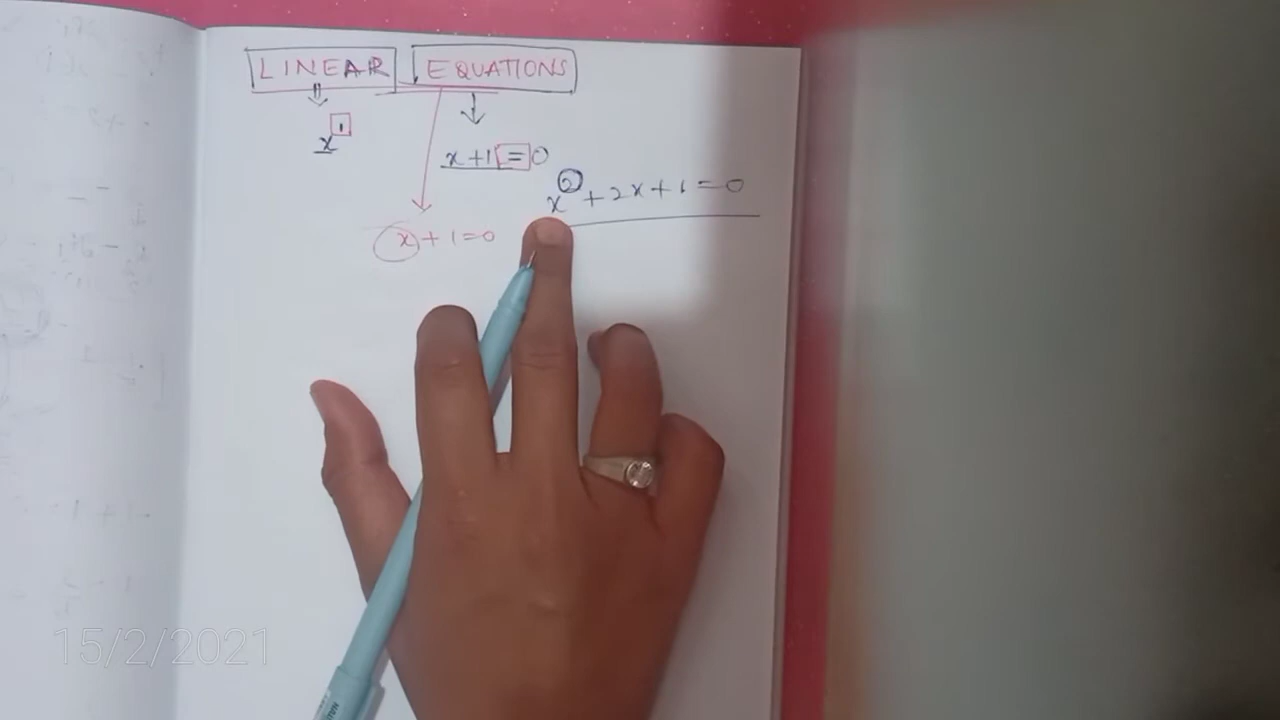 LINEAR EQUATIONS
x¹
x+1=0
x²+2x+1=0
x+1=0
15/2/2021